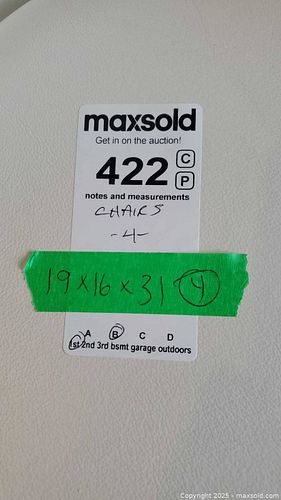 maxsold
Get in on the auction!
422 C
P
notes and measurements
CHAIRS
-4-
19 x 16 x 31 4
A B C D
1st 2nd 3rd bsmt garage outdoors
Copyright 2025 - maxsold.com